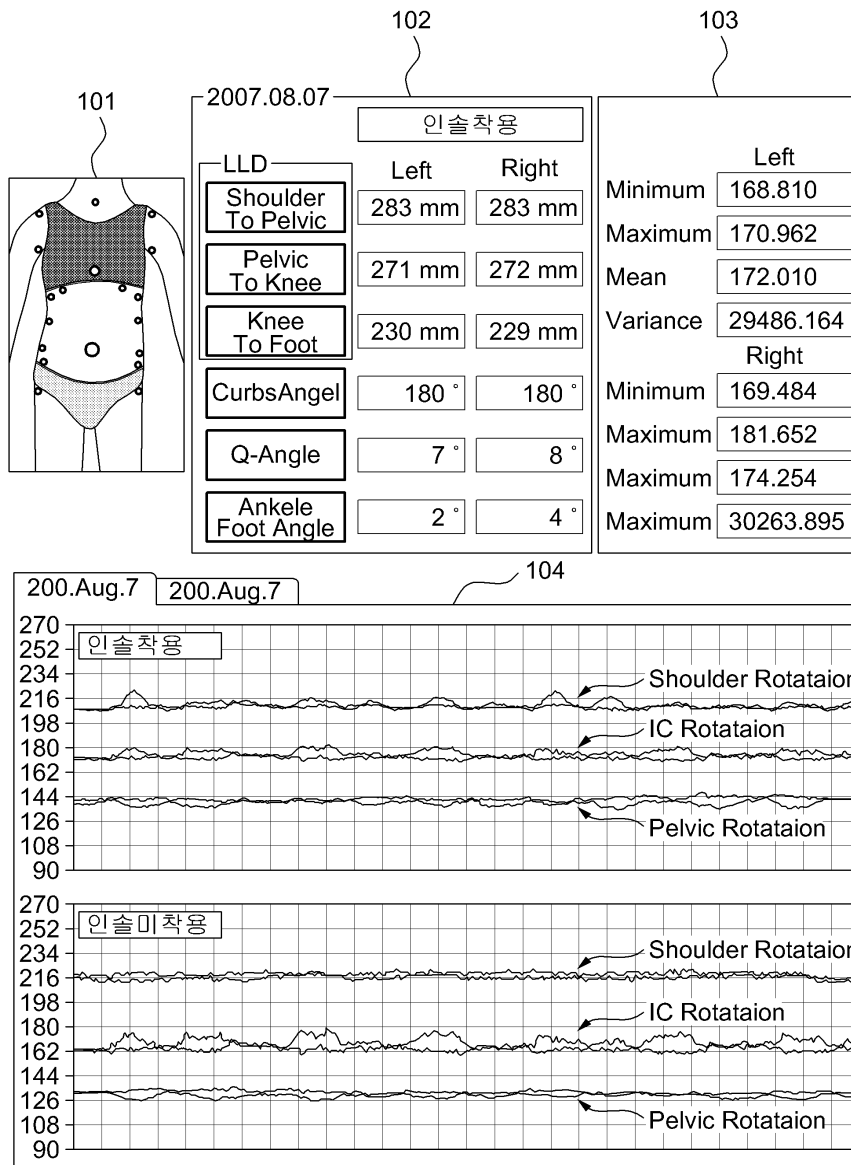 102
103
101
2007.08.07
인솔착용
LLD
Left
Right
Shoulder
To Pelvic
283 mm
283 mm
Pelvic
To Knee
271 mm
272 mm
Knee
To Foot
230 mm
229 mm
CurbsAngel
180 °
180 °
Q-Angle
7 °
8 °
Ankele
Foot Angle
2 °
4 °
Left
Minimum 168.810
Maximum 170.962
Mean 172.010
Variance 29486.164
Right
Minimum 169.484
Maximum 181.652
Maximum 174.254
Maximum 30263.895
104
200.Aug.7
200.Aug.7
270
252
234
216
198
180
162
144
126
108
90
인솔착용
Shoulder Rotataion
IC Rotataion
Pelvic Rotataion
270
252
234
216
198
180
162
144
126
108
90
인솔미착용
Shoulder Rotataion
IC Rotataion
Pelvic Rotataion